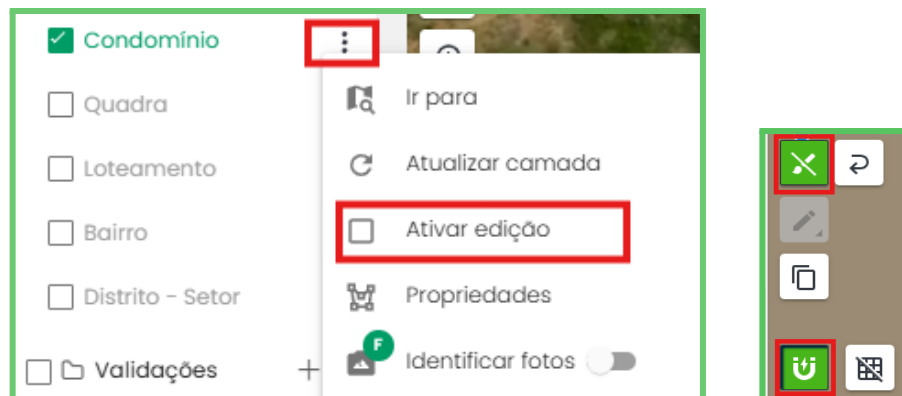 Condomínio
Ir para
Quadra
Atualizar camada
Loteamento
Ativar edição
Bairro
Propriedades
Distrito - Setor
F
Identificar fotos
Validações